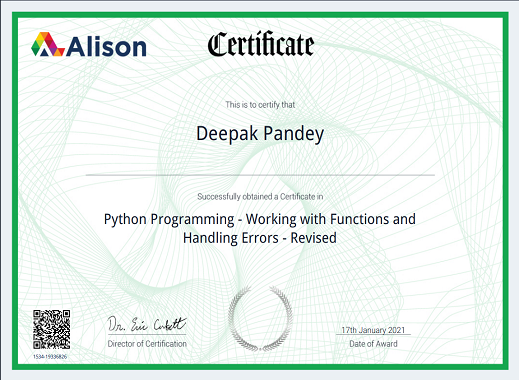 Alison
Certificate
This is to certify that
Deepak Pandey
Successfully obtained a Certificate in
Python Programming - Working with Functions and
Handling Errors - Revised
Dr. Eric Corbett
Director of Certification
1534-19336826
17th January 2021
Date of Award